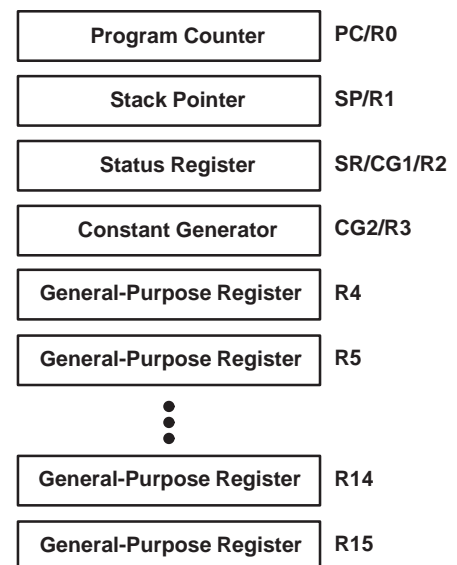 Program Counter PC/R0
Stack Pointer SP/R1
Status Register SR/CG1/R2
Constant Generator CG2/R3
General-Purpose Register R4
General-Purpose Register R5
General-Purpose Register R14
General-Purpose Register R15